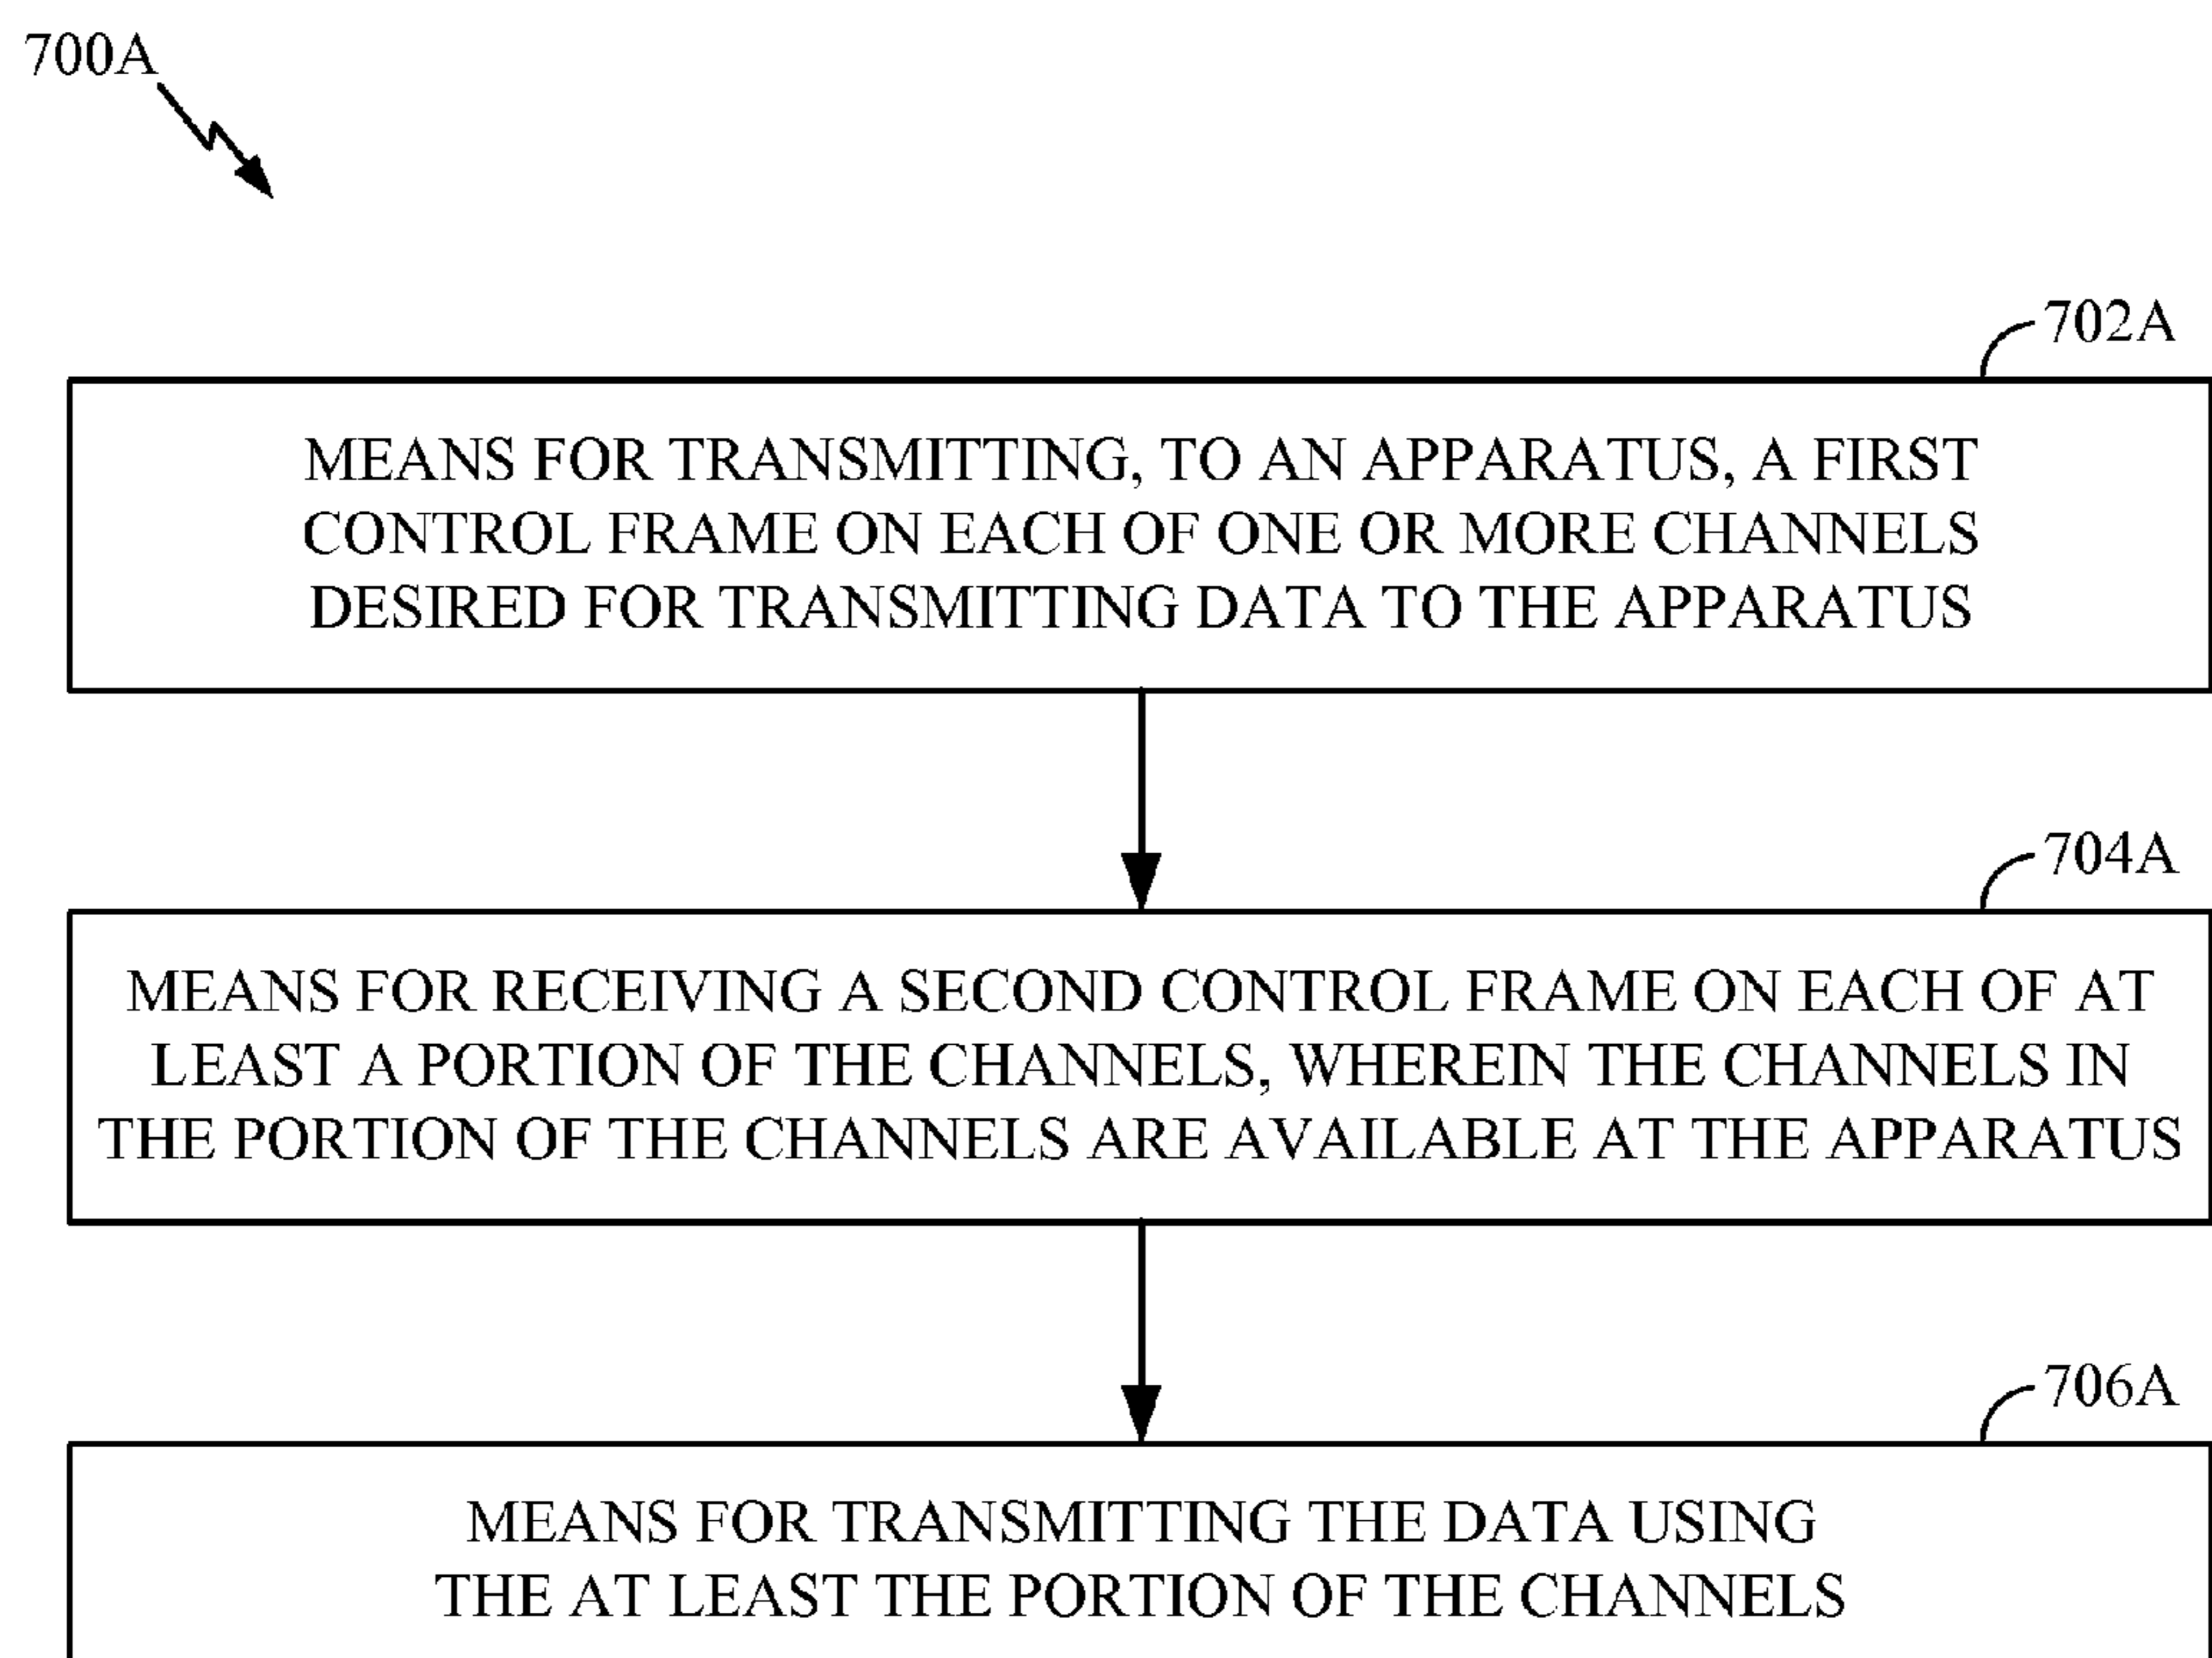 700A
702A
MEANS FOR TRANSMITTING, TO AN APPARATUS, A FIRST
CONTROL FRAME ON EACH OF ONE OR MORE CHANNELS
DESIRED FOR TRANSMITTING DATA TO THE APPARATUS
704A
MEANS FOR RECEIVING A SECOND CONTROL FRAME ON EACH OF AT
LEAST A PORTION OF THE CHANNELS, WHEREIN THE CHANNELS IN
THE PORTION OF THE CHANNELS ARE AVAILABLE AT THE APPARATUS
706A
MEANS FOR TRANSMITTING THE DATA USING
THE AT LEAST THE PORTION OF THE CHANNELS